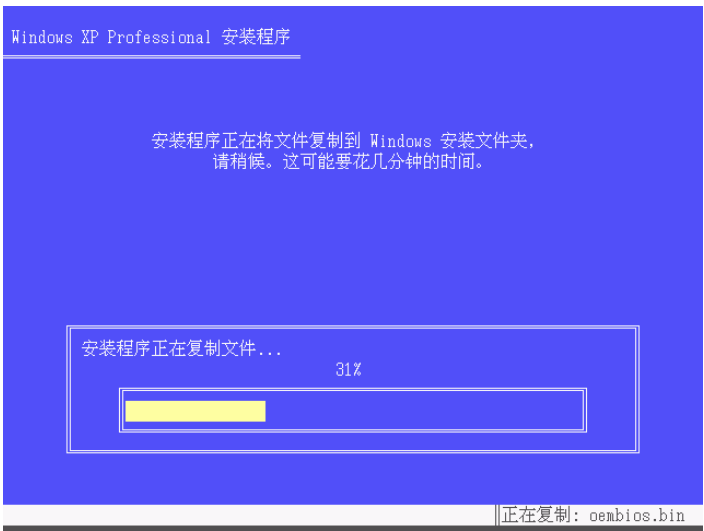 Windows XP Professional 安装程序
安装程序正在将文件复制到 Windows 安装文件夹，
请稍候。这可能要花几分钟的时间。
安装程序正在复制文件...
31%
正在复制: oembios.bin